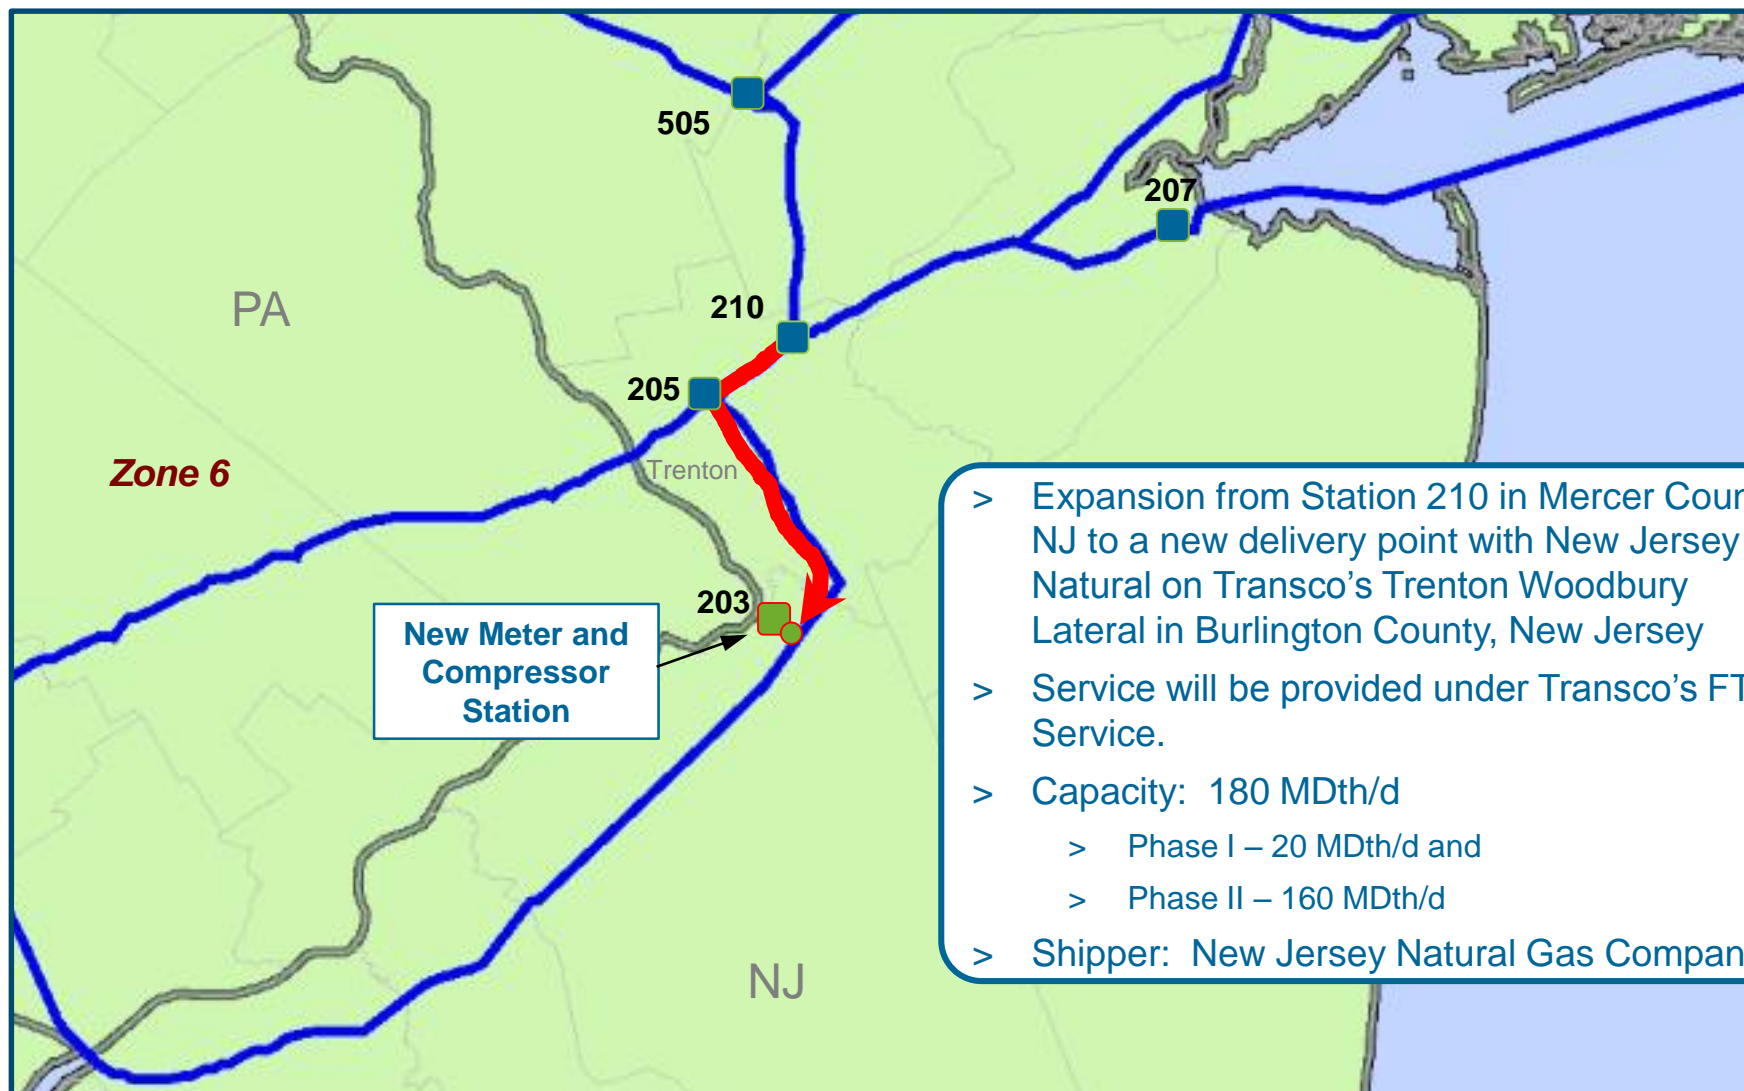 505
207
210
PA
205
Zone 6
Trenton
203
New Meter and
Compressor
Station
NJ
> Expansion from Station 210 in Mercer
NJ to a new delivery point with New Jersey
Natural on Transco's Trenton Woodbury
Lateral in Burlington County, New Jersey
> Service will be provided under Transco's FT
Service.
> Capacity: 180 MDth/d
> Phase I – 20 MDth/d and
> Phase II – 160 MDth/d
> Shipper: New Jersey Natural Gas